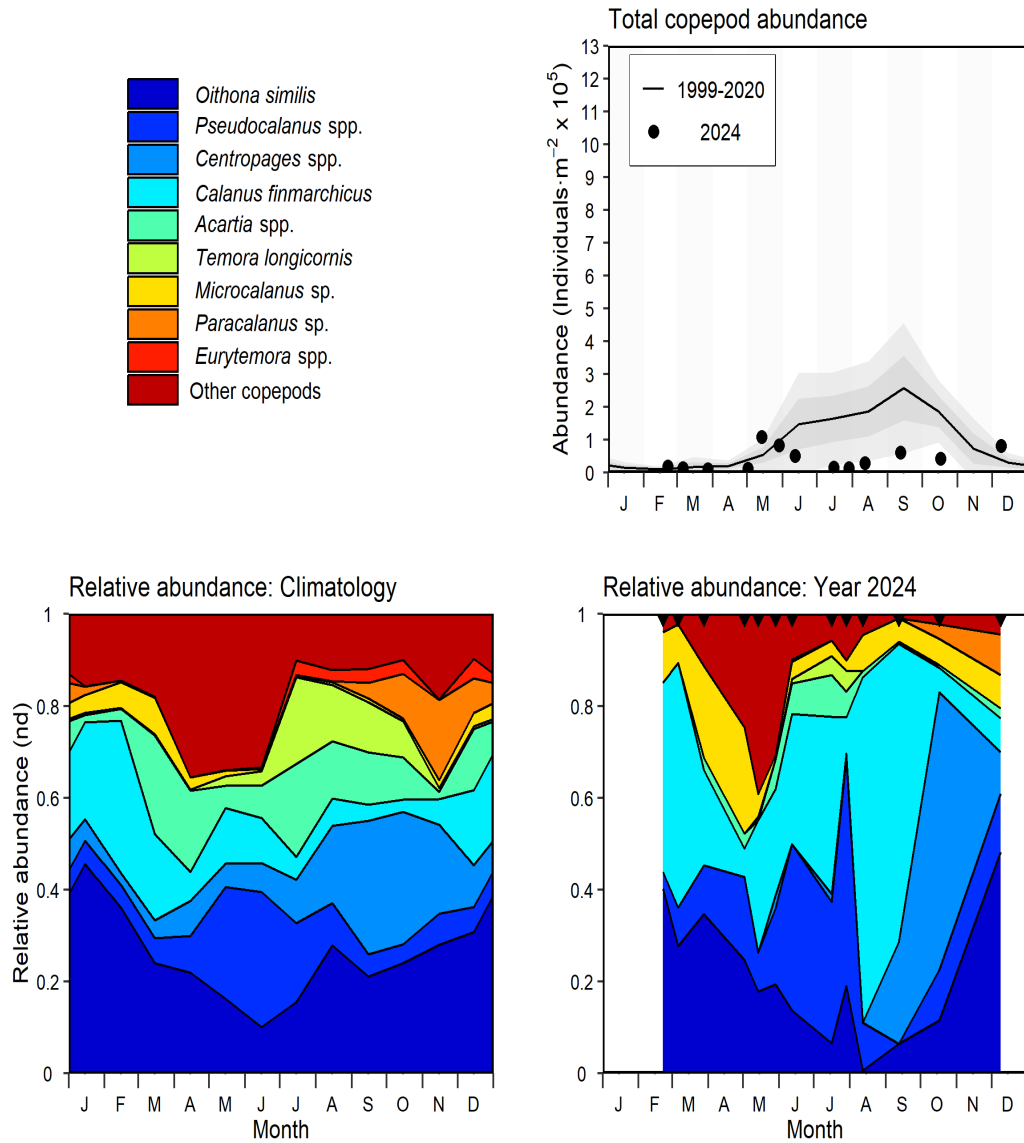 Total copepod abundance
Oithona similis
Pseudocalanus spp.
Centropages spp.
Calanus finmarchicus
Acartia spp.
Temora longicornis
Microcalanus sp.
Paracalanus sp.
Eurytemora spp.
Other copepods
Abundance (Individuals·m⁻² x 10⁵)
13
12
11
10
9
8
7
6
5
4
3
2
1
0
1999-2020
2024
J F M A M J J A S O N D
Relative abundance: Climatology
Relative abundance (nd)
1
0.8
0.6
0.4
0.2
0
J F M A M J J A S O N D
Month
Relative abundance: Year 2024
1
0.8
0.6
0.4
0.2
0
J F M A M J J A S O N D
Month